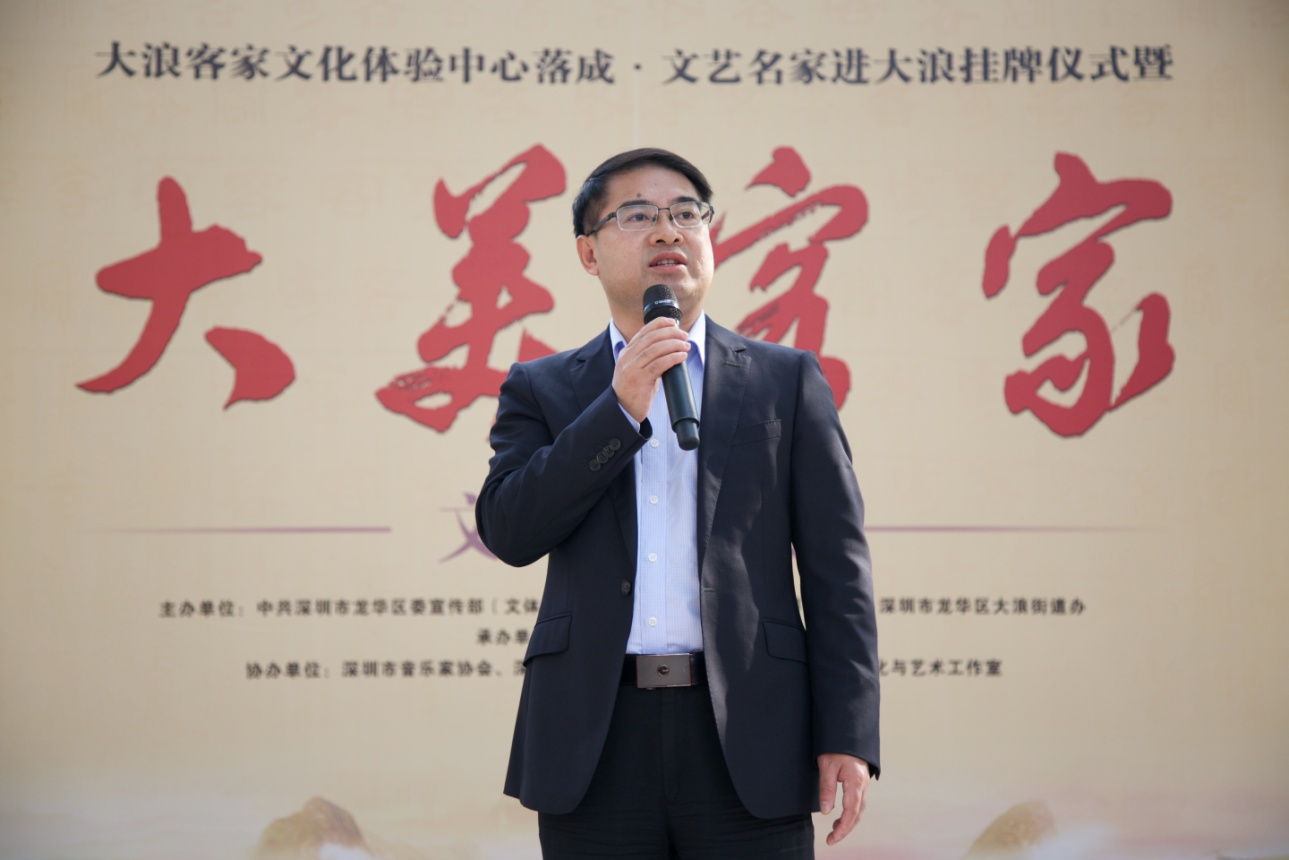 大浪客家文化体验中心落成·文艺名家进大浪挂牌仪式暨
大美客家
文
主办单位：中共深圳市龙华区委宣传部（文体 深圳市龙华区大浪街道办
承办单
协办单位：深圳市音乐家协会、深 化与艺术工作室